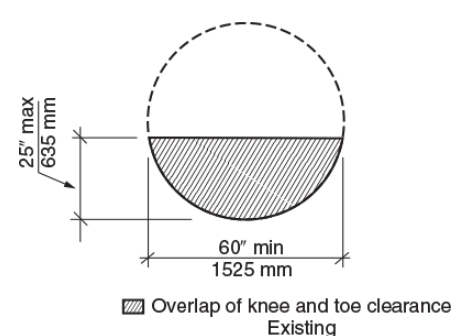 25″ max
635 mm
60″ min
1525 mm
Overlap of knee and toe clearance
Existing